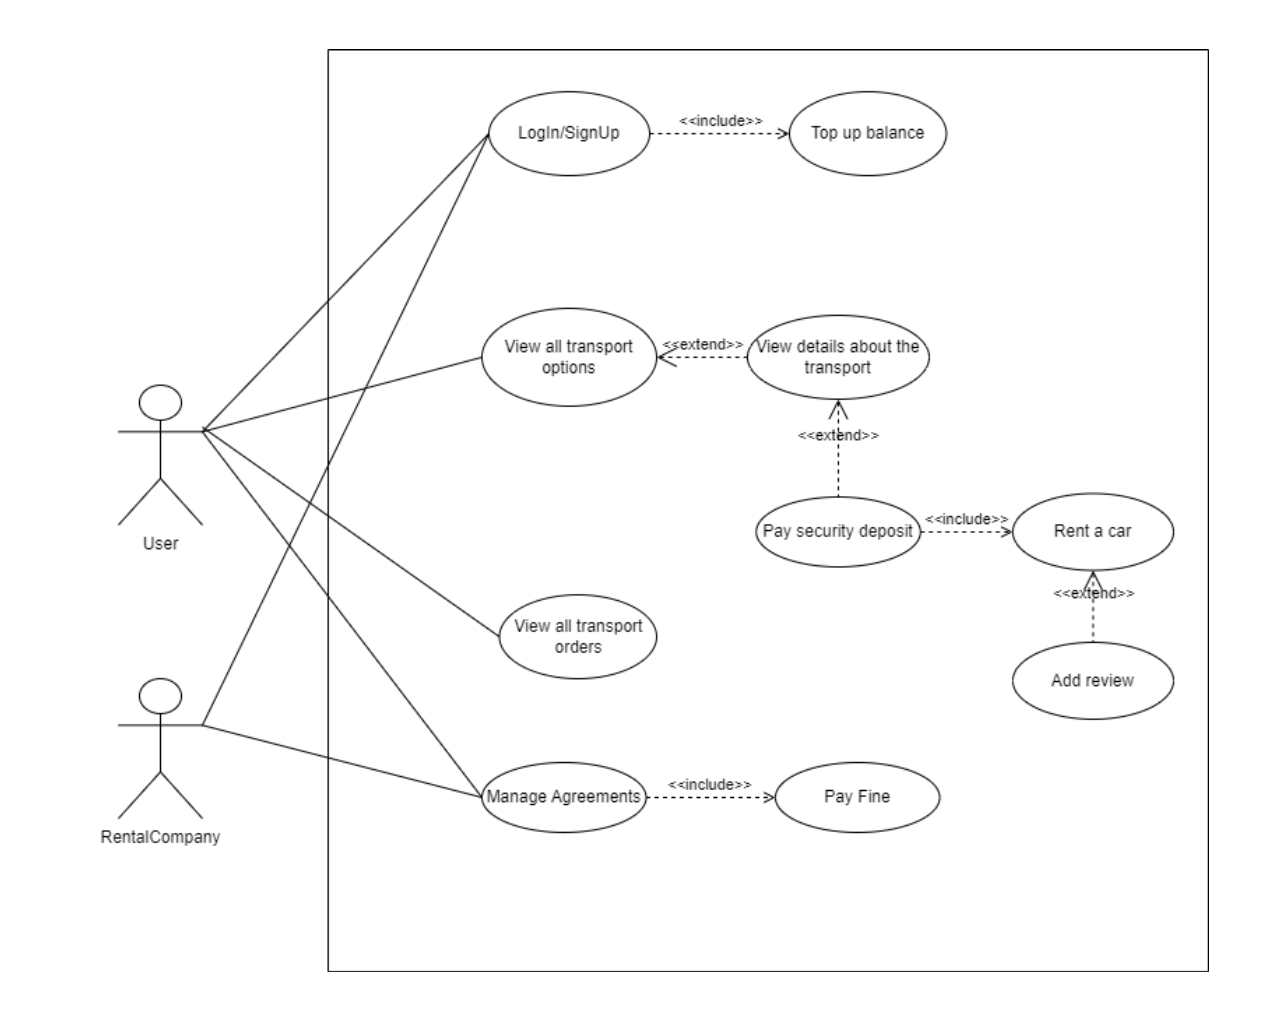 <<include>>
LogIn/SignUp
Top up balance
View all transport
options
<<extend>>
View details about the
transport
<<extend>>
User
Pay security deposit
<<include>>
Rent a car
<<extend>>
View all transport
orders
Add review
RentalCompany
Manage Agreements
<<include>>
Pay Fine